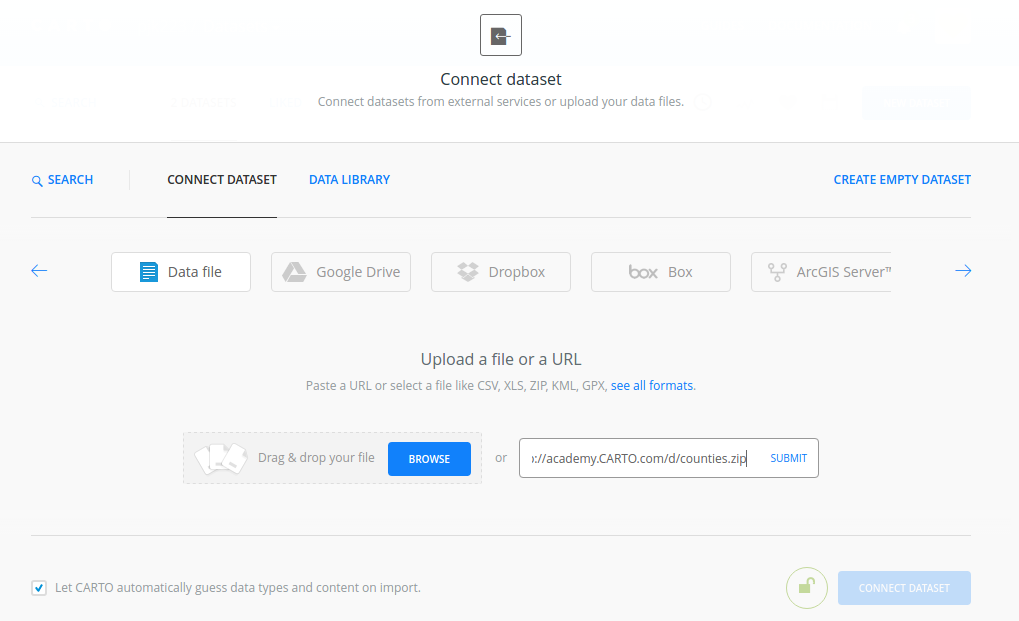 Connect dataset
Connect datasets from external services or upload your data files.
SEARCH
CONNECT DATASET
DATA LIBRARY
CREATE EMPTY DATASET
Data file
Google Drive
Dropbox
box Box
ArcGIS Server™
Upload a file or a URL
Paste a URL or select a file like CSV, XLS, ZIP, KML, GPX, see all formats.
Drag & drop your file
BROWSE
or
://academy.CARTO.com/d/counties.zip
SUBMIT
Let CARTO automatically guess data types and content on import.
CONNECT DATASET